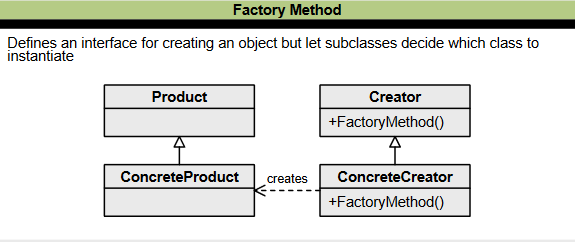 Factory Method
Defines an interface for creating an object but let subclasses decide which class to
instantiate
Product
Creator
+FactoryMethod()
ConcreteProduct
creates
ConcreteCreator
+FactoryMethod()